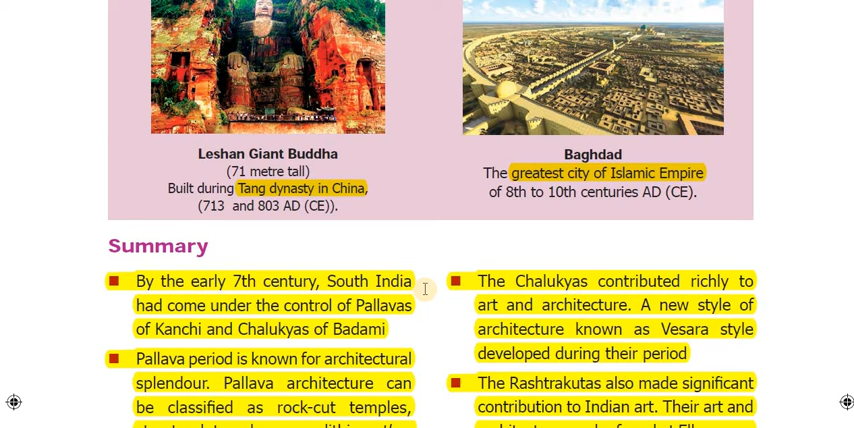 Leshan Giant Buddha
(71 metre tall)
Built during Tang dynasty in China,
(713 and 803 AD (CE)).
Baghdad
The greatest city of Islamic Empire
of 8th to 10th centuries AD (CE).
Summary
By the early 7th century, South India
had come under the control of Pallavas
of Kanchi and Chalukyas of Badami
Pallava period is known for architectural
splendour. Pallava architecture can
be classified as rock-cut temples,
The Chalukyas contributed richly to
art and architecture. A new style of
architecture known as Vesara style
developed during their period
The Rashtrakutas also made significant
contribution to Indian art. Their art and